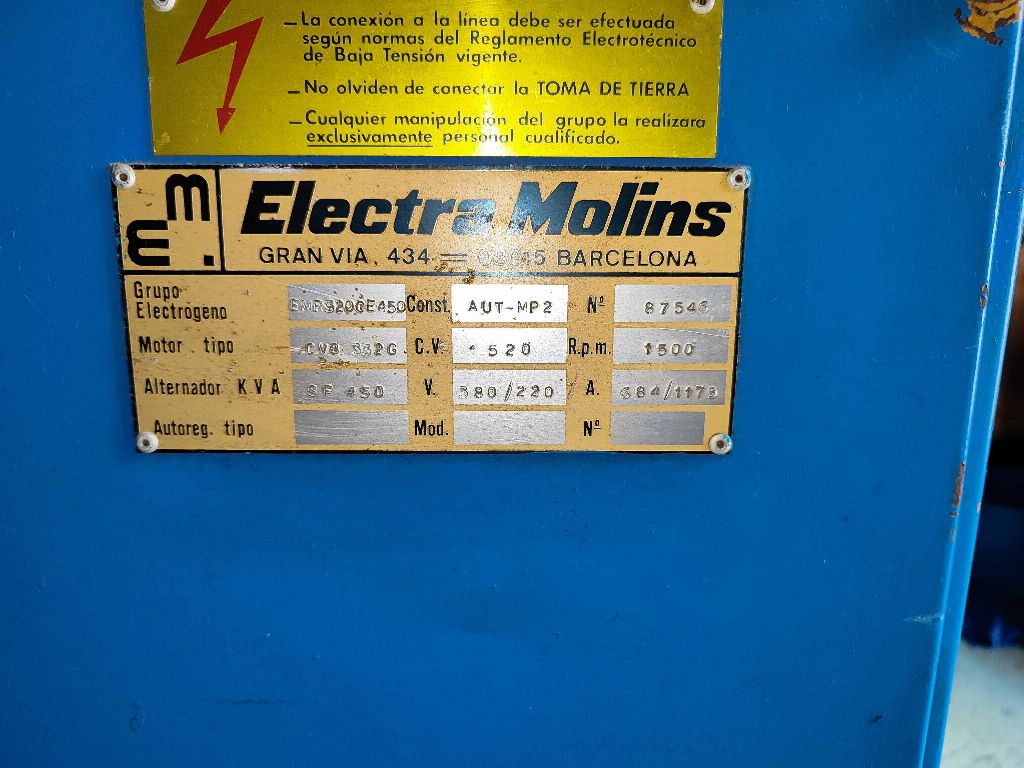 – La conexión a la línea debe ser efectuada
según normas del Reglamento Electrotécnico
de Baja Tensión vigente.
– No olviden de conectar la TOMA DE TIERRA
– Cualquier manipulación del grupo la realizará
exclusivamente personal cualificado.
Electra Molins
GRAN VIA, 434 = 08015 BARCELONA
Grupo
Electrógeno Const. AUT-MP2 Nº
Motor tipo C.V. 520 R.p.m. 1500
Alternador KVA SF 450 V. 380/220 A. 684/1179
Autoreg. tipo Mod. Nº